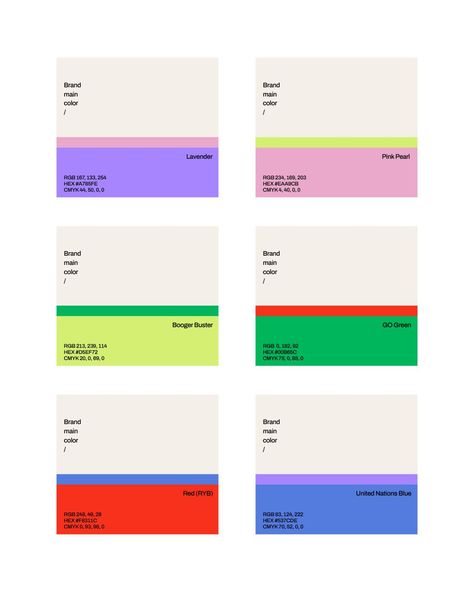 Brand
main
color
/
Lavender
RGB 167, 133, 254
HEX #A785FE
CMYK 44, 50, 0, 0
Brand
main
color
/
Pink Pearl
RGB 234, 169, 203
HEX #EAA9CB
CMYK 4, 40, 0, 0
Brand
main
color
/
Booger Buster
RGB 213, 239, 114
HEX #D5EF72
CMYK 20, 0, 69, 0
Brand
main
color
/
GO Green
RGB 0, 182, 92
HEX #00B65C
CMYK 75, 0, 88, 0
Brand
main
color
/
Red (RYB)
RGB 248, 49, 28
HEX #F8311C
CMYK 0, 93, 98, 0
Brand
main
color
/
United Nations Blue
RGB 83, 124, 222
HEX #537CDE
CMYK 70, 52, 0, 0